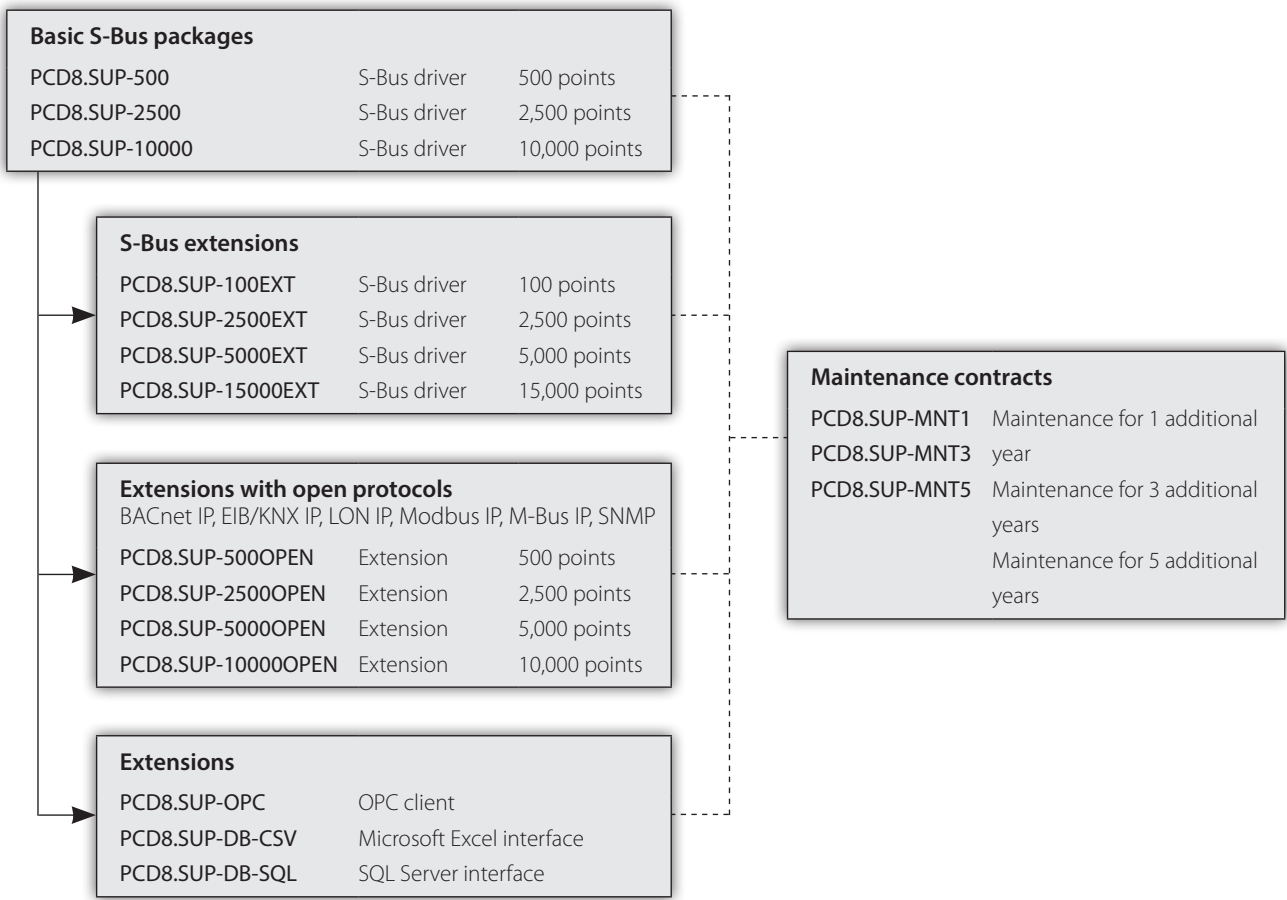 Basic S-Bus packages
PCD8.SUP-500 S-Bus driver 500 points
PCD8.SUP-2500 S-Bus driver 2,500 points
PCD8.SUP-10000 S-Bus driver 10,000 points
S-Bus extensions
PCD8.SUP-100EXT S-Bus driver 100 points
PCD8.SUP-2500EXT S-Bus driver 2,500 points
PCD8.SUP-5000EXT S-Bus driver 5,000 points
PCD8.SUP-15000EXT S-Bus driver 15,000 points
Extensions with open protocols
BACnet IP, EIB/KNX IP, LON IP, Modbus IP, M-Bus IP, SNMP
PCD8.SUP-500OPEN Extension 500 points
PCD8.SUP-2500OPEN Extension 2,500 points
PCD8.SUP-5000OPEN Extension 5,000 points
PCD8.SUP-10000OPEN Extension 10,000 points
Extensions
PCD8.SUP-OPC OPC client
PCD8.SUP-DB-CSV Microsoft Excel interface
PCD8.SUP-DB-SQL SQL Server interface
Maintenance contracts
PCD8.SUP-MNT1 Maintenance for 1 additional
PCD8.SUP-MNT3 year
PCD8.SUP-MNT5 Maintenance for 3 additional
years
Maintenance for 5 additional
years